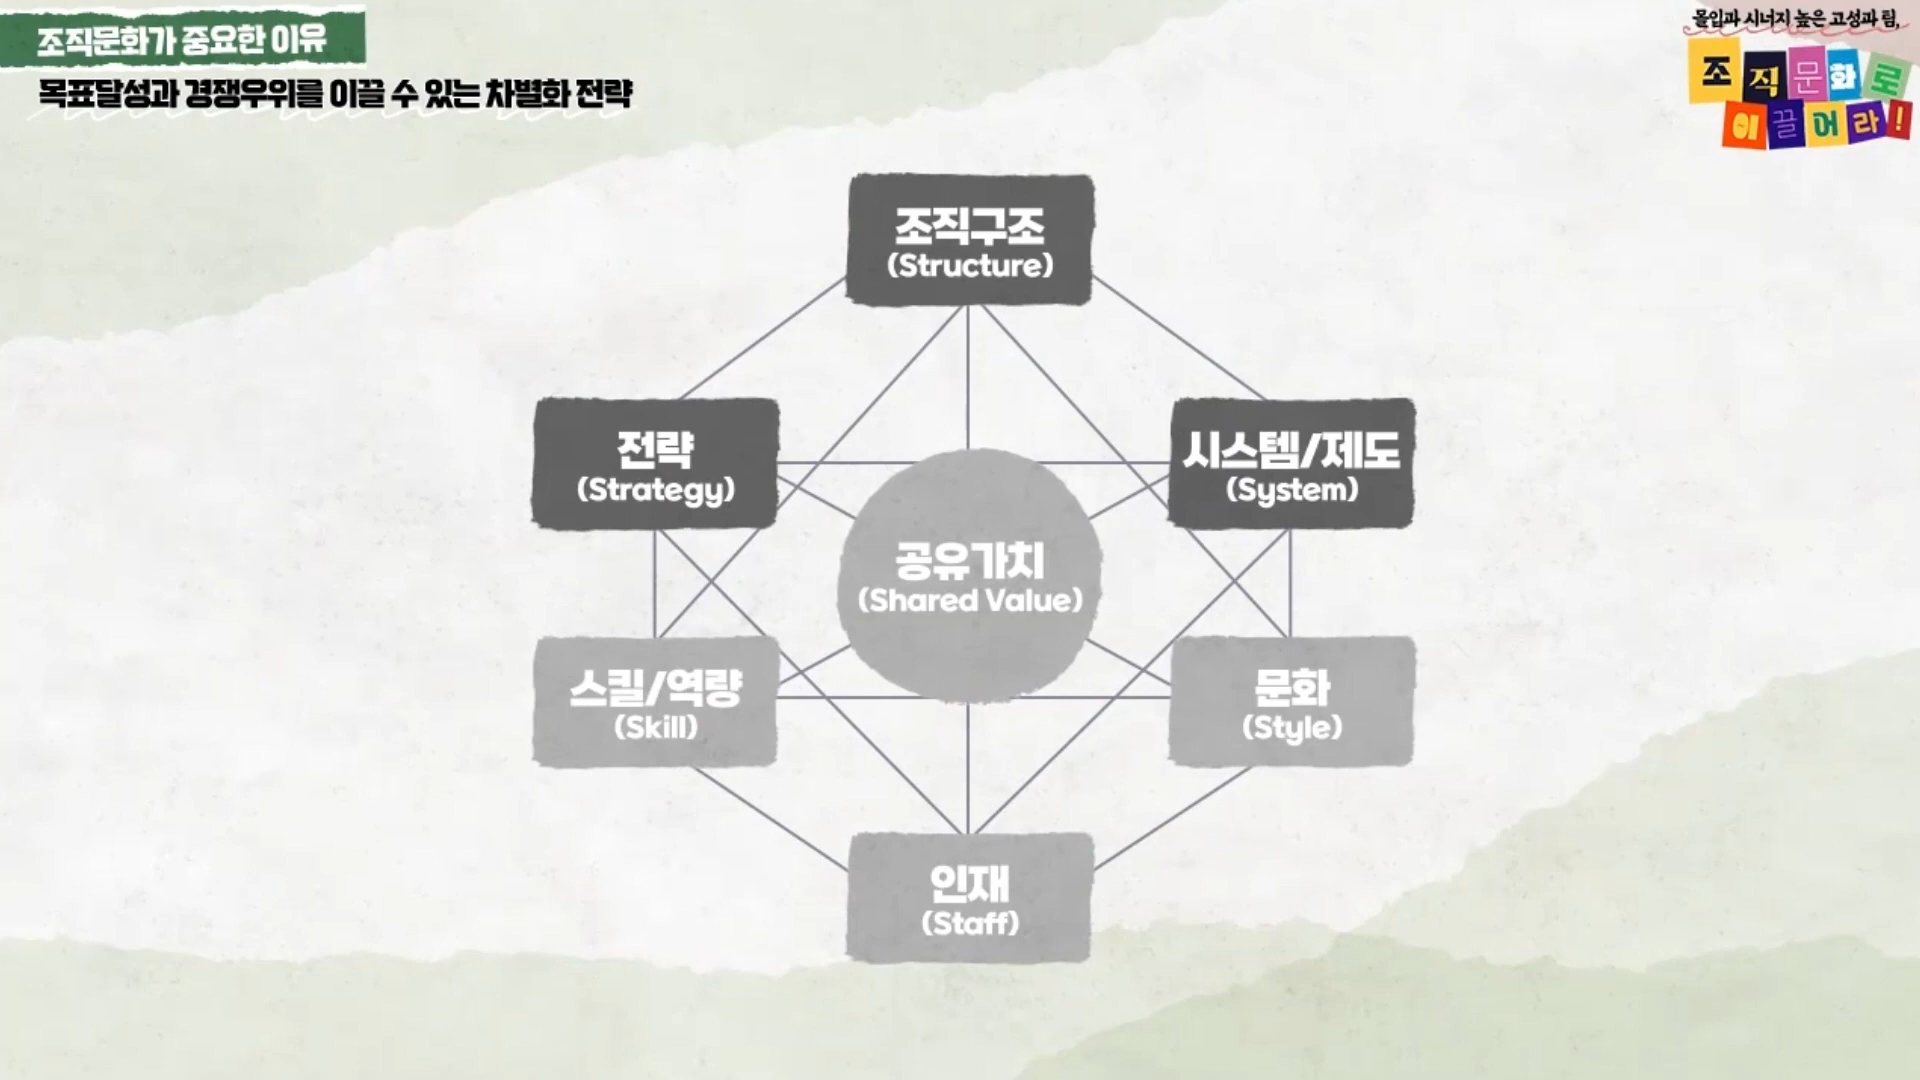 조직문화가 중요한 이유
목표달성과 경쟁우위를 이끌 수 있는 차별화 전략
몰입과 시너지 높은 고성과 팀,
조직문화로
이끌어라!
조직구조
(Structure)
전략
(Strategy)
시스템/제도
(System)
공유가치
(Shared Value)
스킬/역량
(Skill)
문화
(Style)
인재
(Staff)